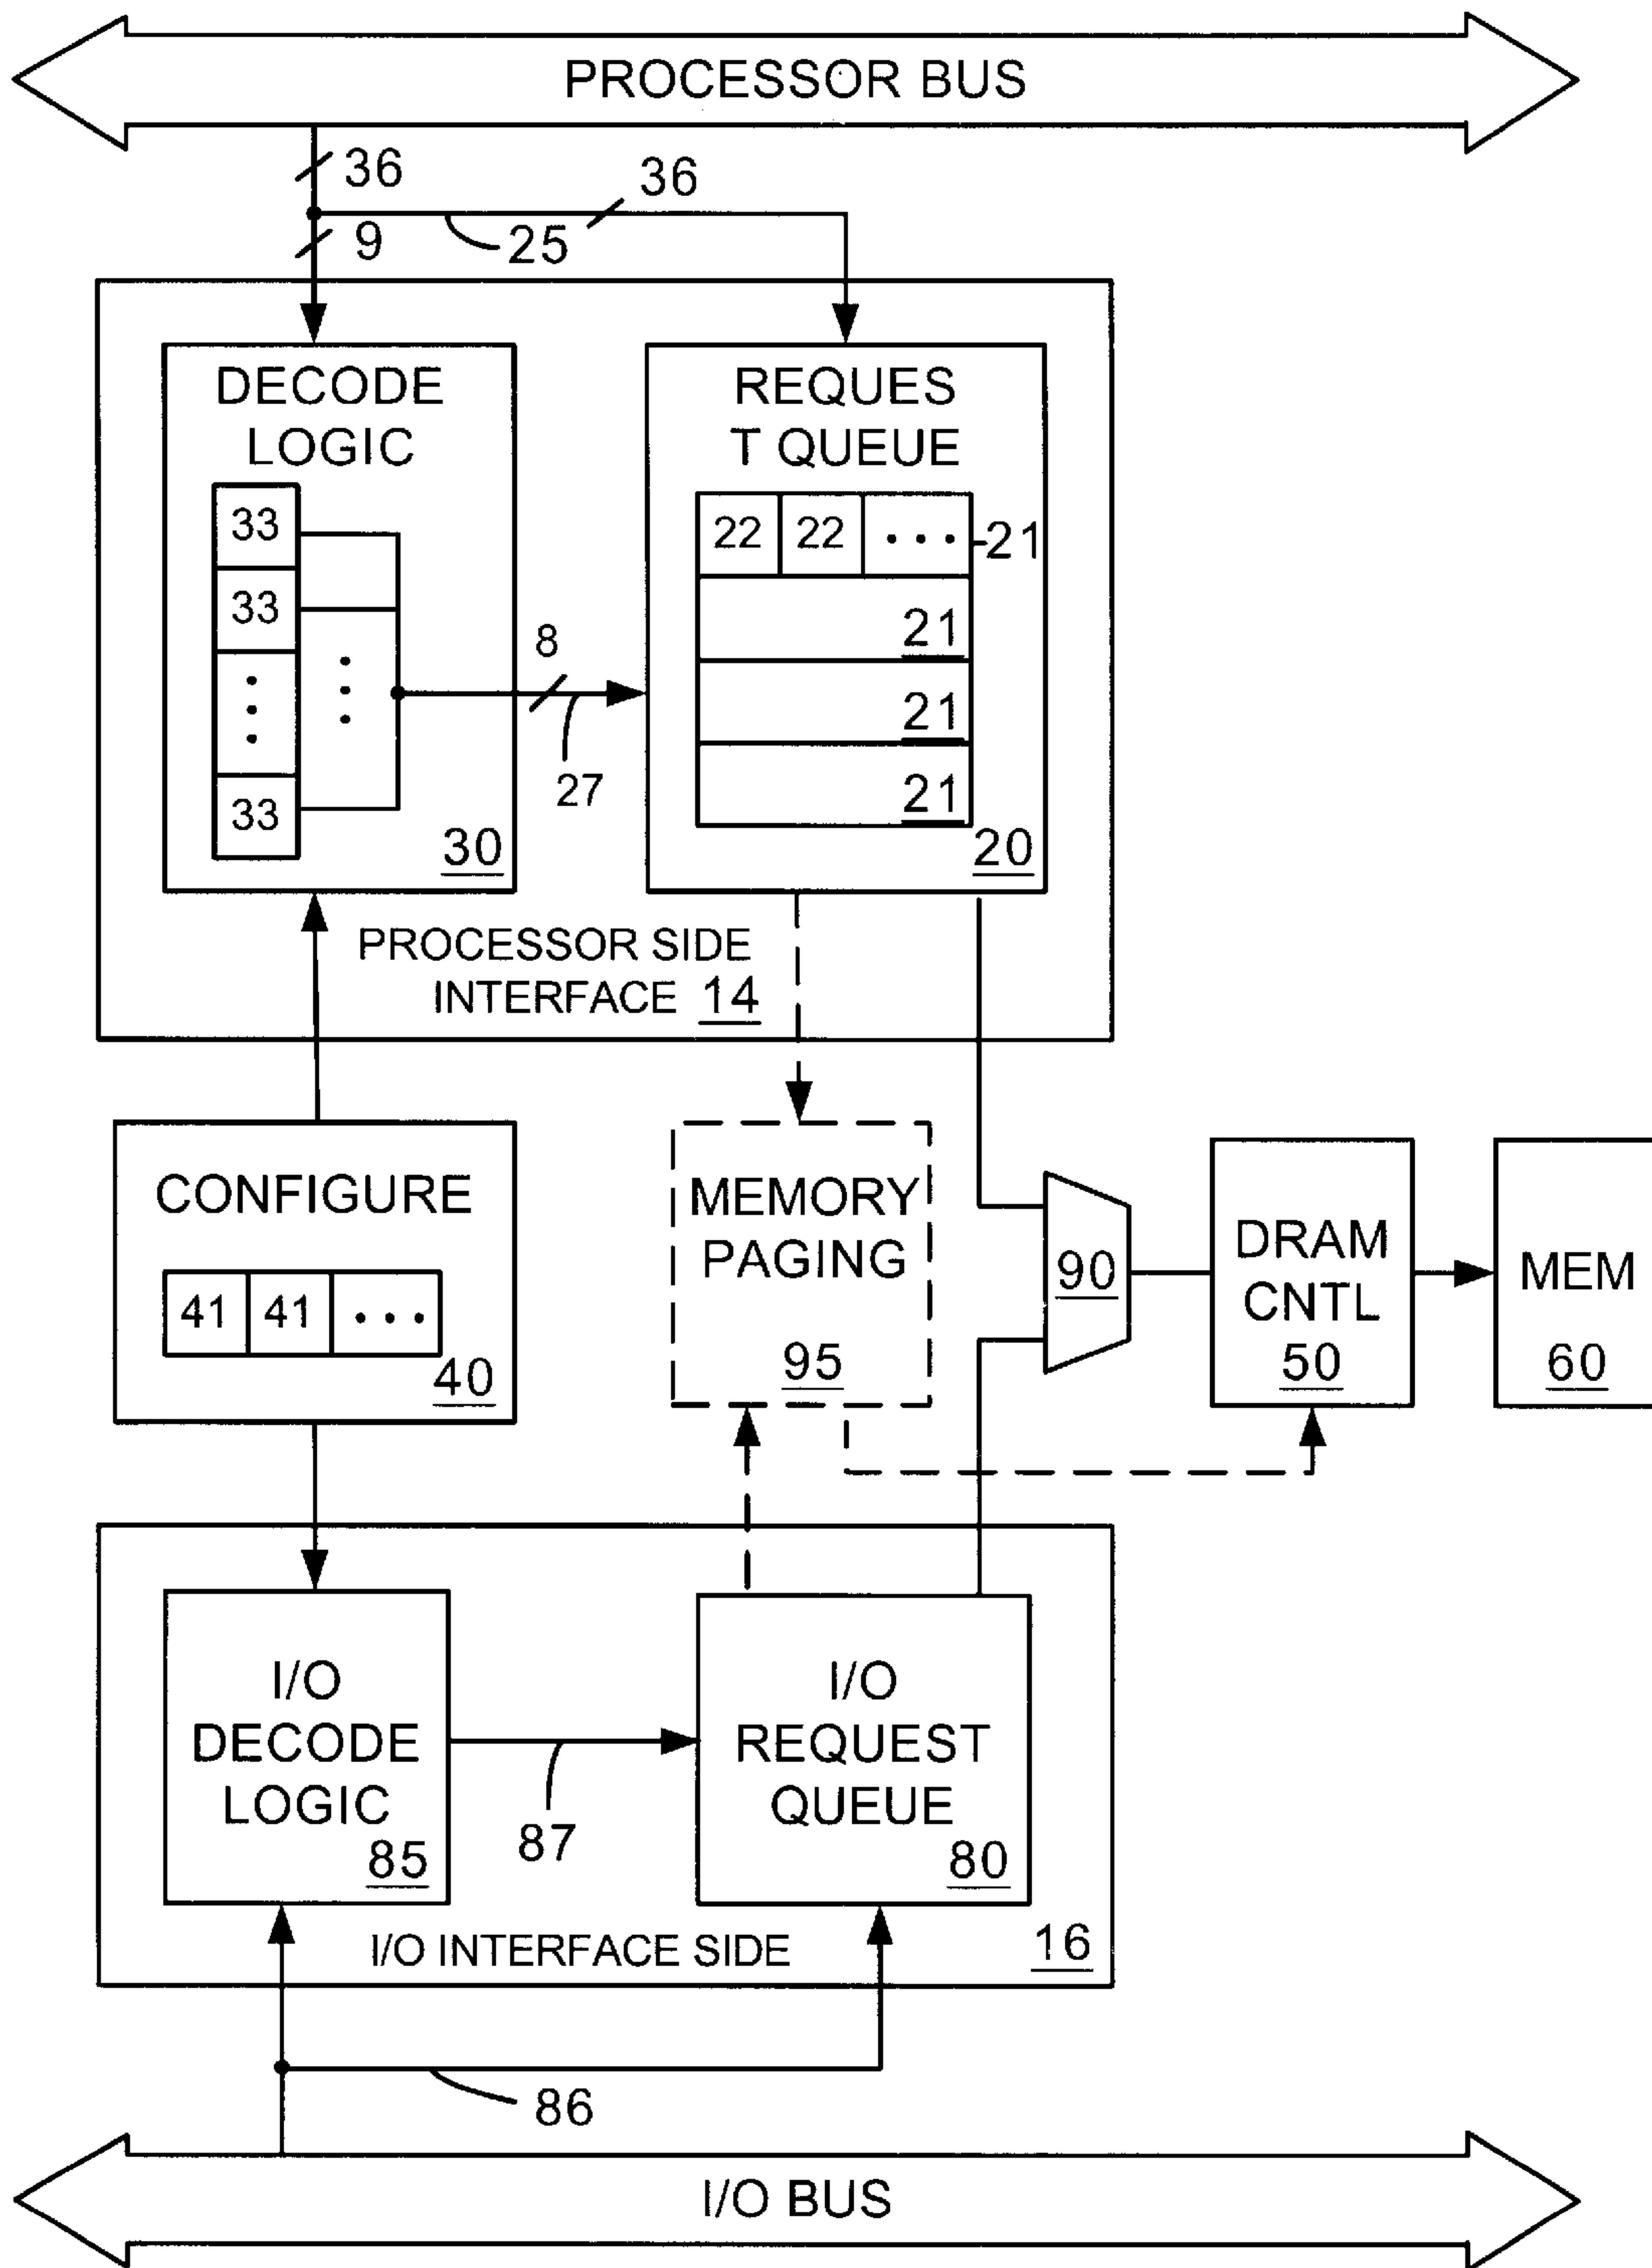 PROCESSOR BUS
36
36
9
25
DECODE
LOGIC
REQUES
T QUEUE
33
22
22
21
33
21
8
21
27
33
21
30
20
PROCESSOR SIDE
INTERFACE 14
CONFIGURE
MEMORY
PAGING
DRAM
CNTL
90
MEM
41
41
40
95
50
60
I/O
DECODE
LOGIC
I/O
REQUEST
QUEUE
87
85
80
I/O INTERFACE SIDE
16
86
I/O BUS